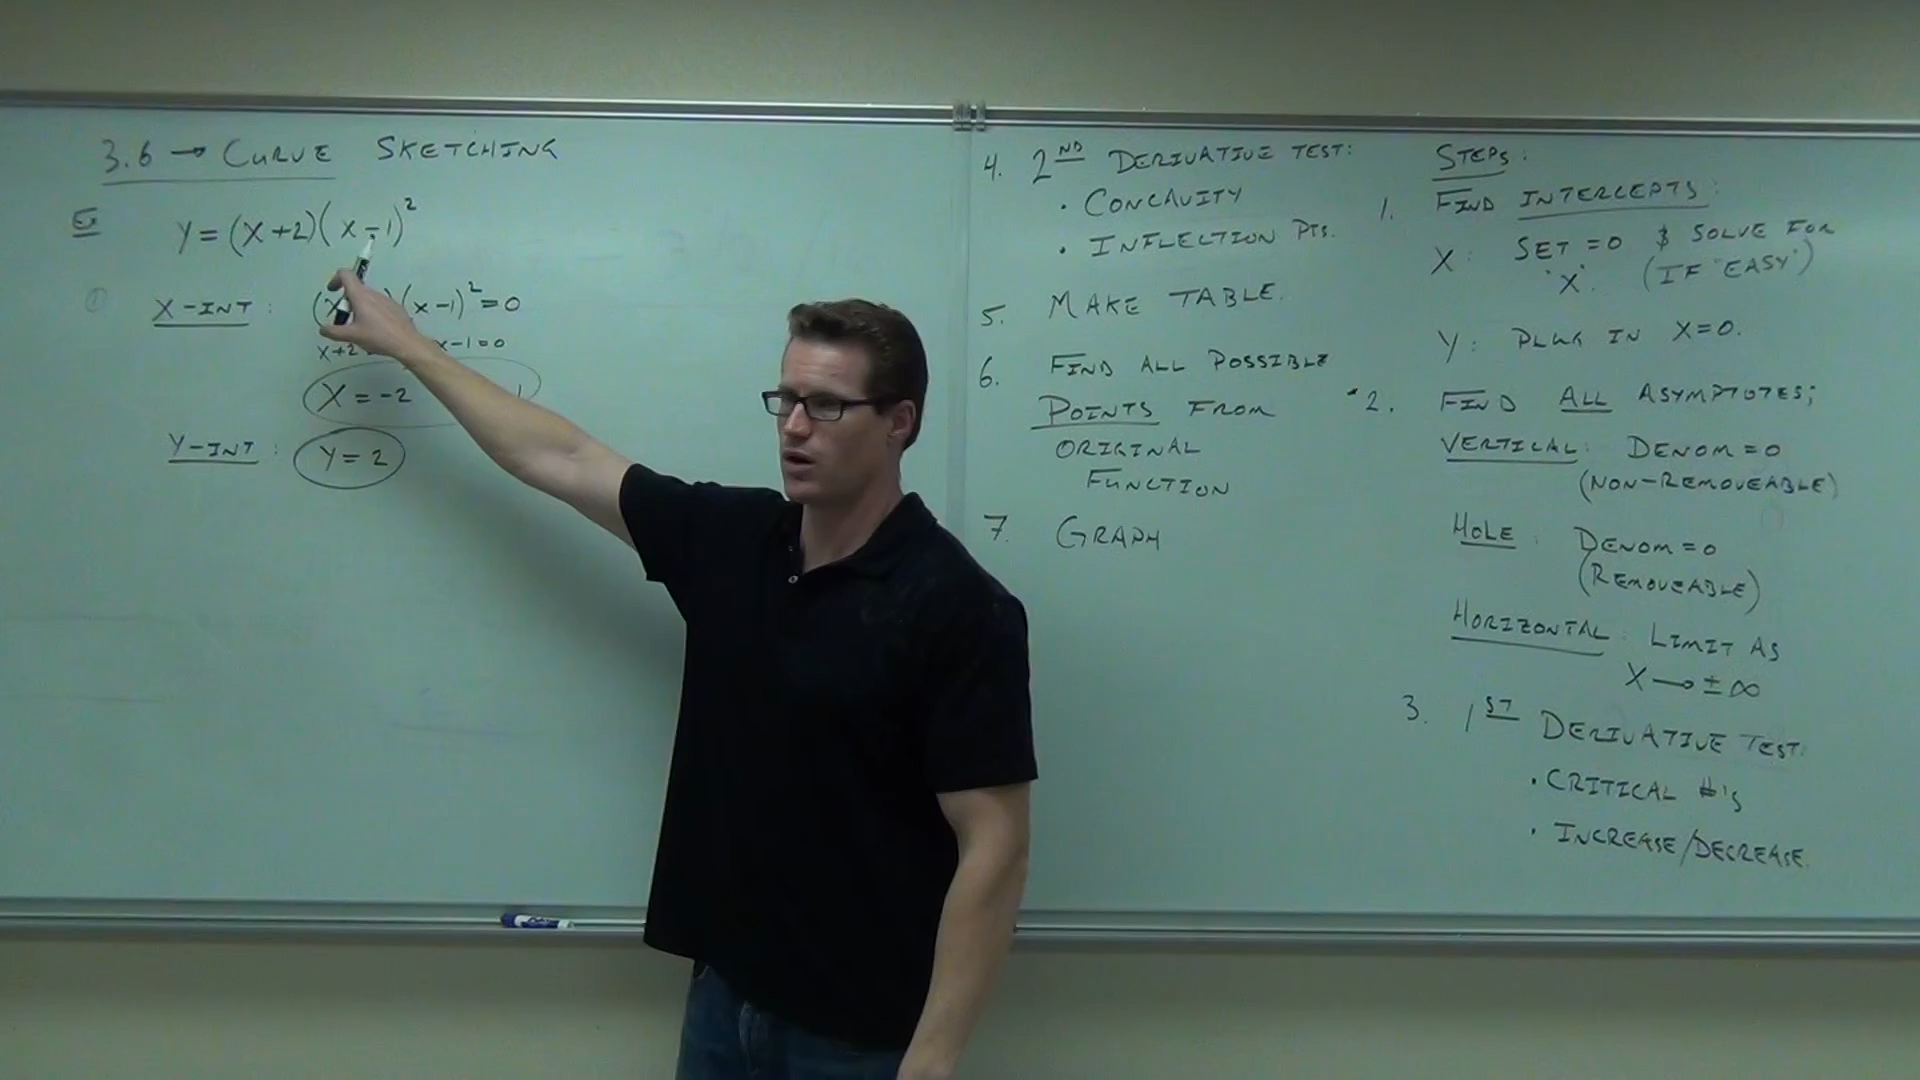 3.6 → CURVE SKETCHING
EX
Y = (X+2)(X-1)²
①
X-INT: (X )(X-1)² = 0
X+2 X-1=0
X = -2 1
Y-INT: Y = 2
4. 2ND DERIVATIVE TEST:
• CONCAVITY
• INFLECTION PTS.
5. MAKE TABLE.
6. FIND ALL POSSIBLE
POINTS FROM
ORIGINAL
FUNCTION
7. GRAPH
STEPS:
1. FIND INTERCEPTS:
X: SET =0 & SOLVE FOR
"X". (IF "EASY")
Y: PLUG IN X=0.
*2. FIND ALL ASYMPTOTES;
VERTICAL: DENOM=0
(NON-REMOVEABLE)
HOLE: DENOM=0
(REMOVEABLE)
HORIZONTAL: LIMIT AS
X → ±∞
3. 1ST DERIVATIVE TEST:
• CRITICAL #'S
• INCREASE/DECREASE.